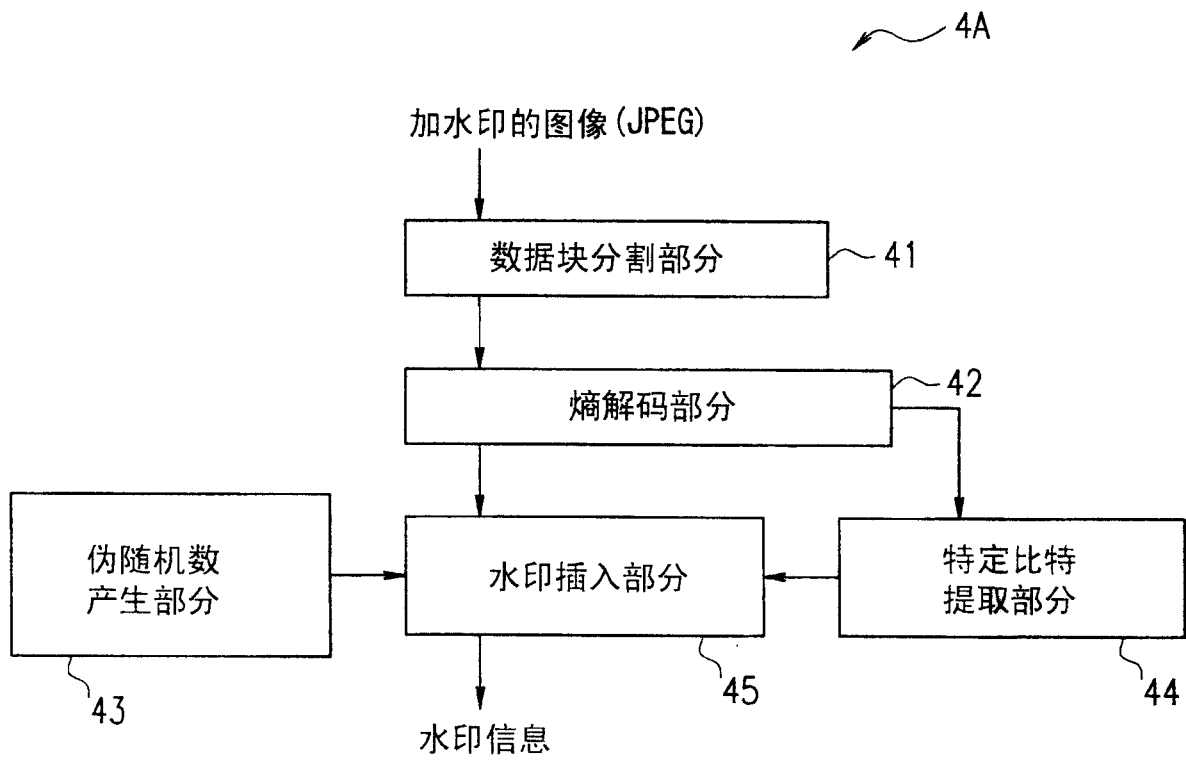 4A
加水印的图像(JPEG)
数据块分割部分
41
熵解码部分
42
伪随机数
产生部分
43
水印插入部分
45
特定比特
提取部分
44
水印信息